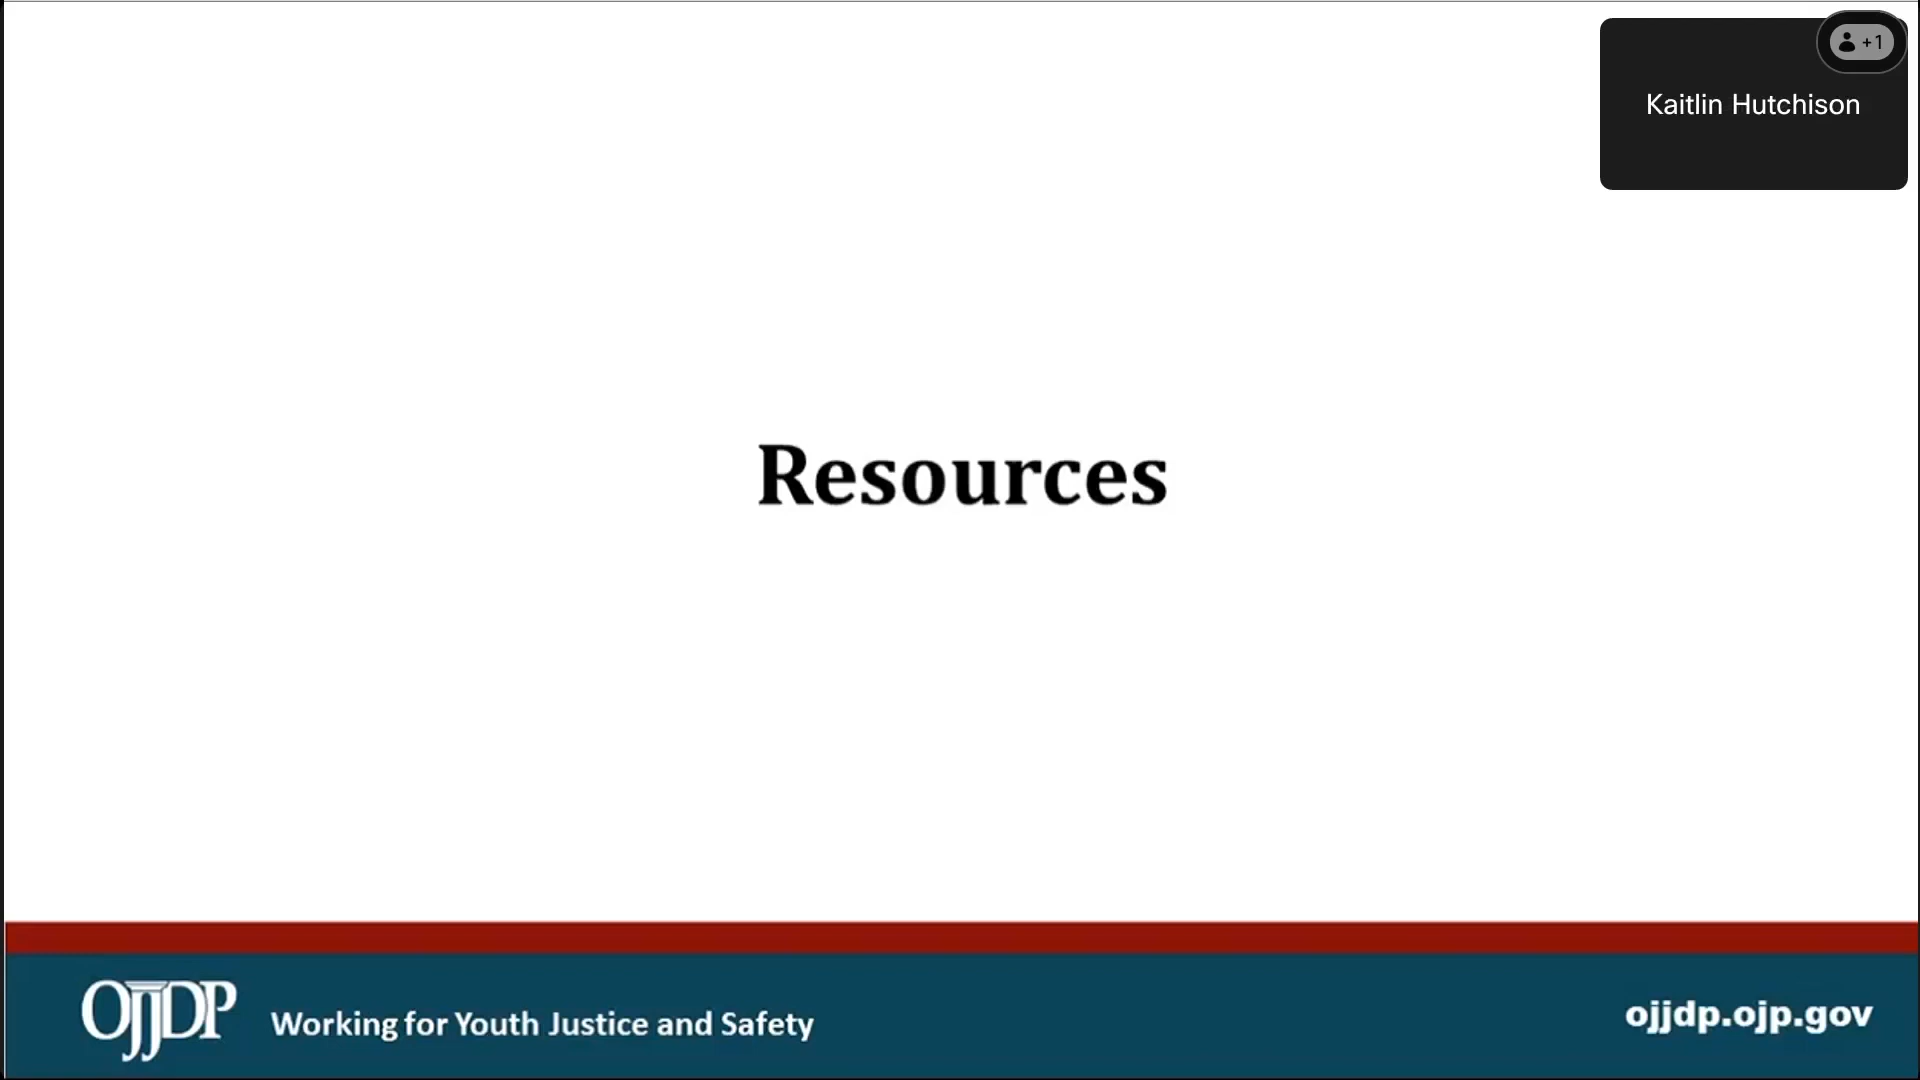 +1
Kaitlin Hutchison
Resources
OJJDP
Working for Youth Justice and Safety
ojjdp.ojp.gov